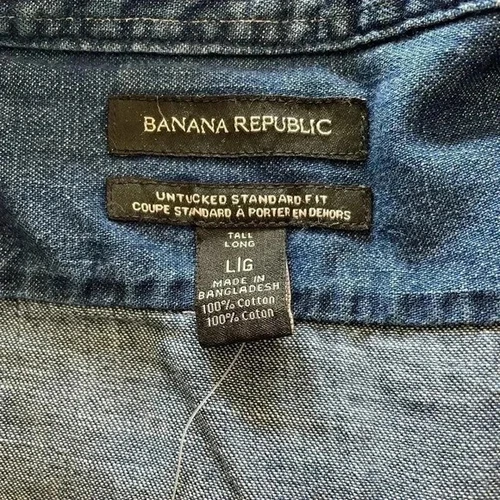 BANANA REPUBLIC
UNTUCKED STANDARD FIT
COUPE STANDARD À PORTER EN DEHORS
TALL
LONG
L|G
MADE IN
BANGLADESH
100% Cotton
100% Coton